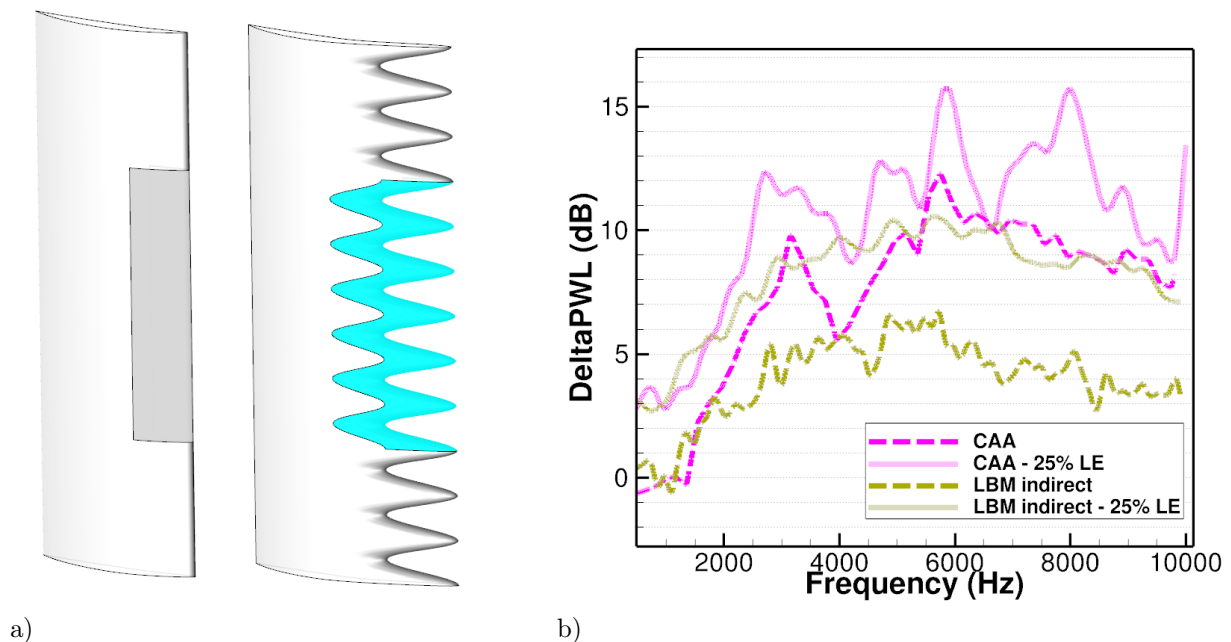 15
10
5
0
DeltaPWL (dB)
CAA
CAA - 25% LE
LBM indirect
LBM indirect - 25% LE
2000 4000 6000 8000 10000
Frequency (Hz)
a) b)